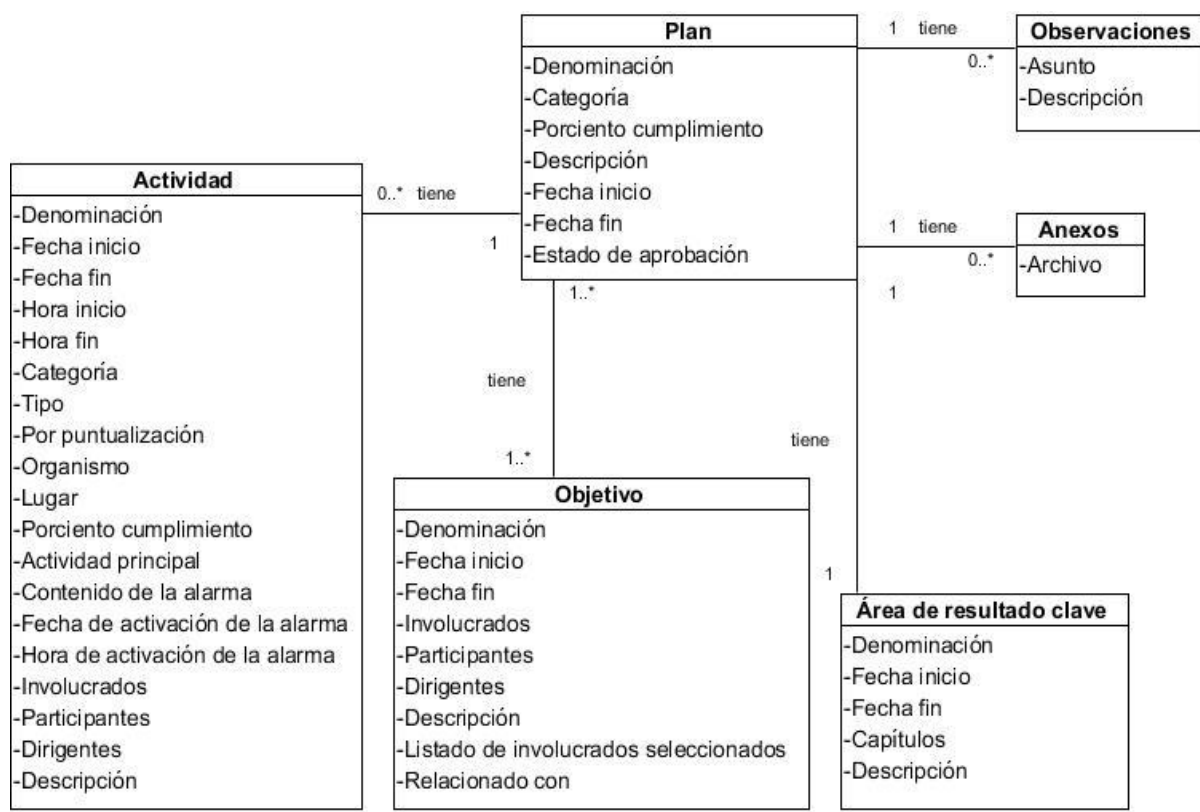 Plan
-Denominación
-Categoría
-Porciento cumplimiento
-Descripción
-Fecha inicio
-Fecha fin
-Estado de aprobación
1 tiene
0..*
Observaciones
-Asunto
-Descripción
1 tiene
0..*
Anexos
-Archivo
Actividad
-Denominación
-Fecha inicio
-Fecha fin
-Hora inicio
-Hora fin
-Categoría
-Tipo
-Por puntualización
-Organismo
-Lugar
-Porciento cumplimiento
-Actividad principal
-Contenido de la alarma
-Fecha de activación de la alarma
-Hora de activación de la alarma
-Involucrados
-Participantes
-Dirigentes
-Descripción
0..* tiene
1
1..*
tiene
1..*
Objetivo
-Denominación
-Fecha inicio
-Fecha fin
-Involucrados
-Participantes
-Dirigentes
-Descripción
-Listado de involucrados seleccionados
-Relacionado con
1
tiene
1
Área de resultado clave
-Denominación
-Fecha inicio
-Fecha fin
-Capítulos
-Descripción